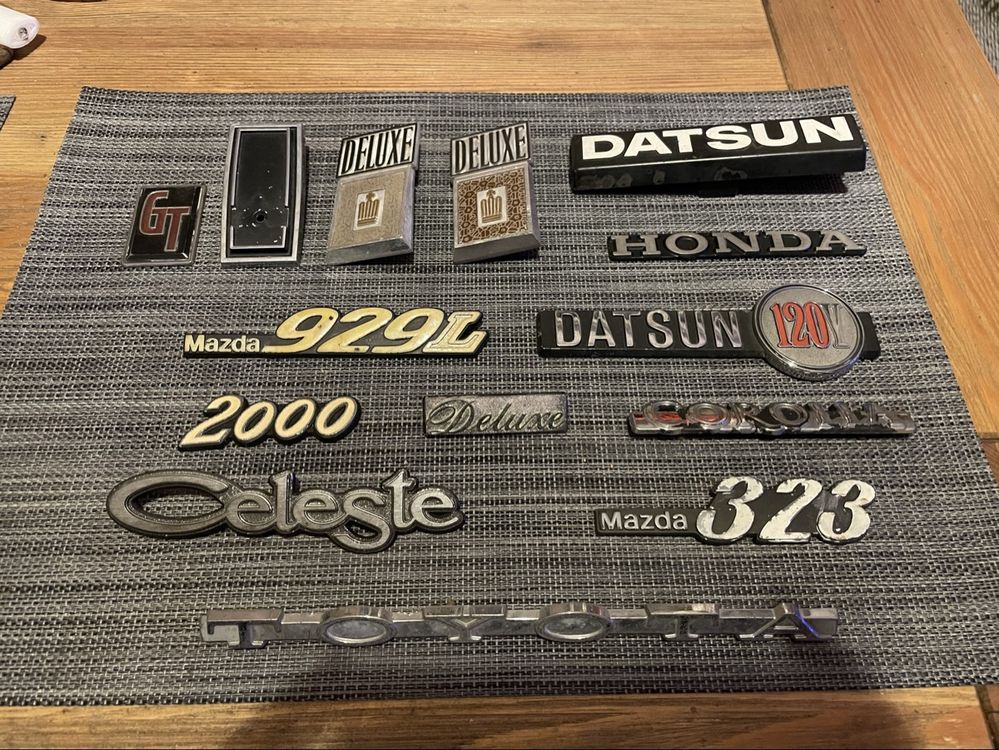 GT
DELUXE
DELUXE
DATSUN
HONDA
Mazda 929L
DATSUN 120Y
2000
Deluxe
COROLLA
Celeste
Mazda 323
TOYOTA